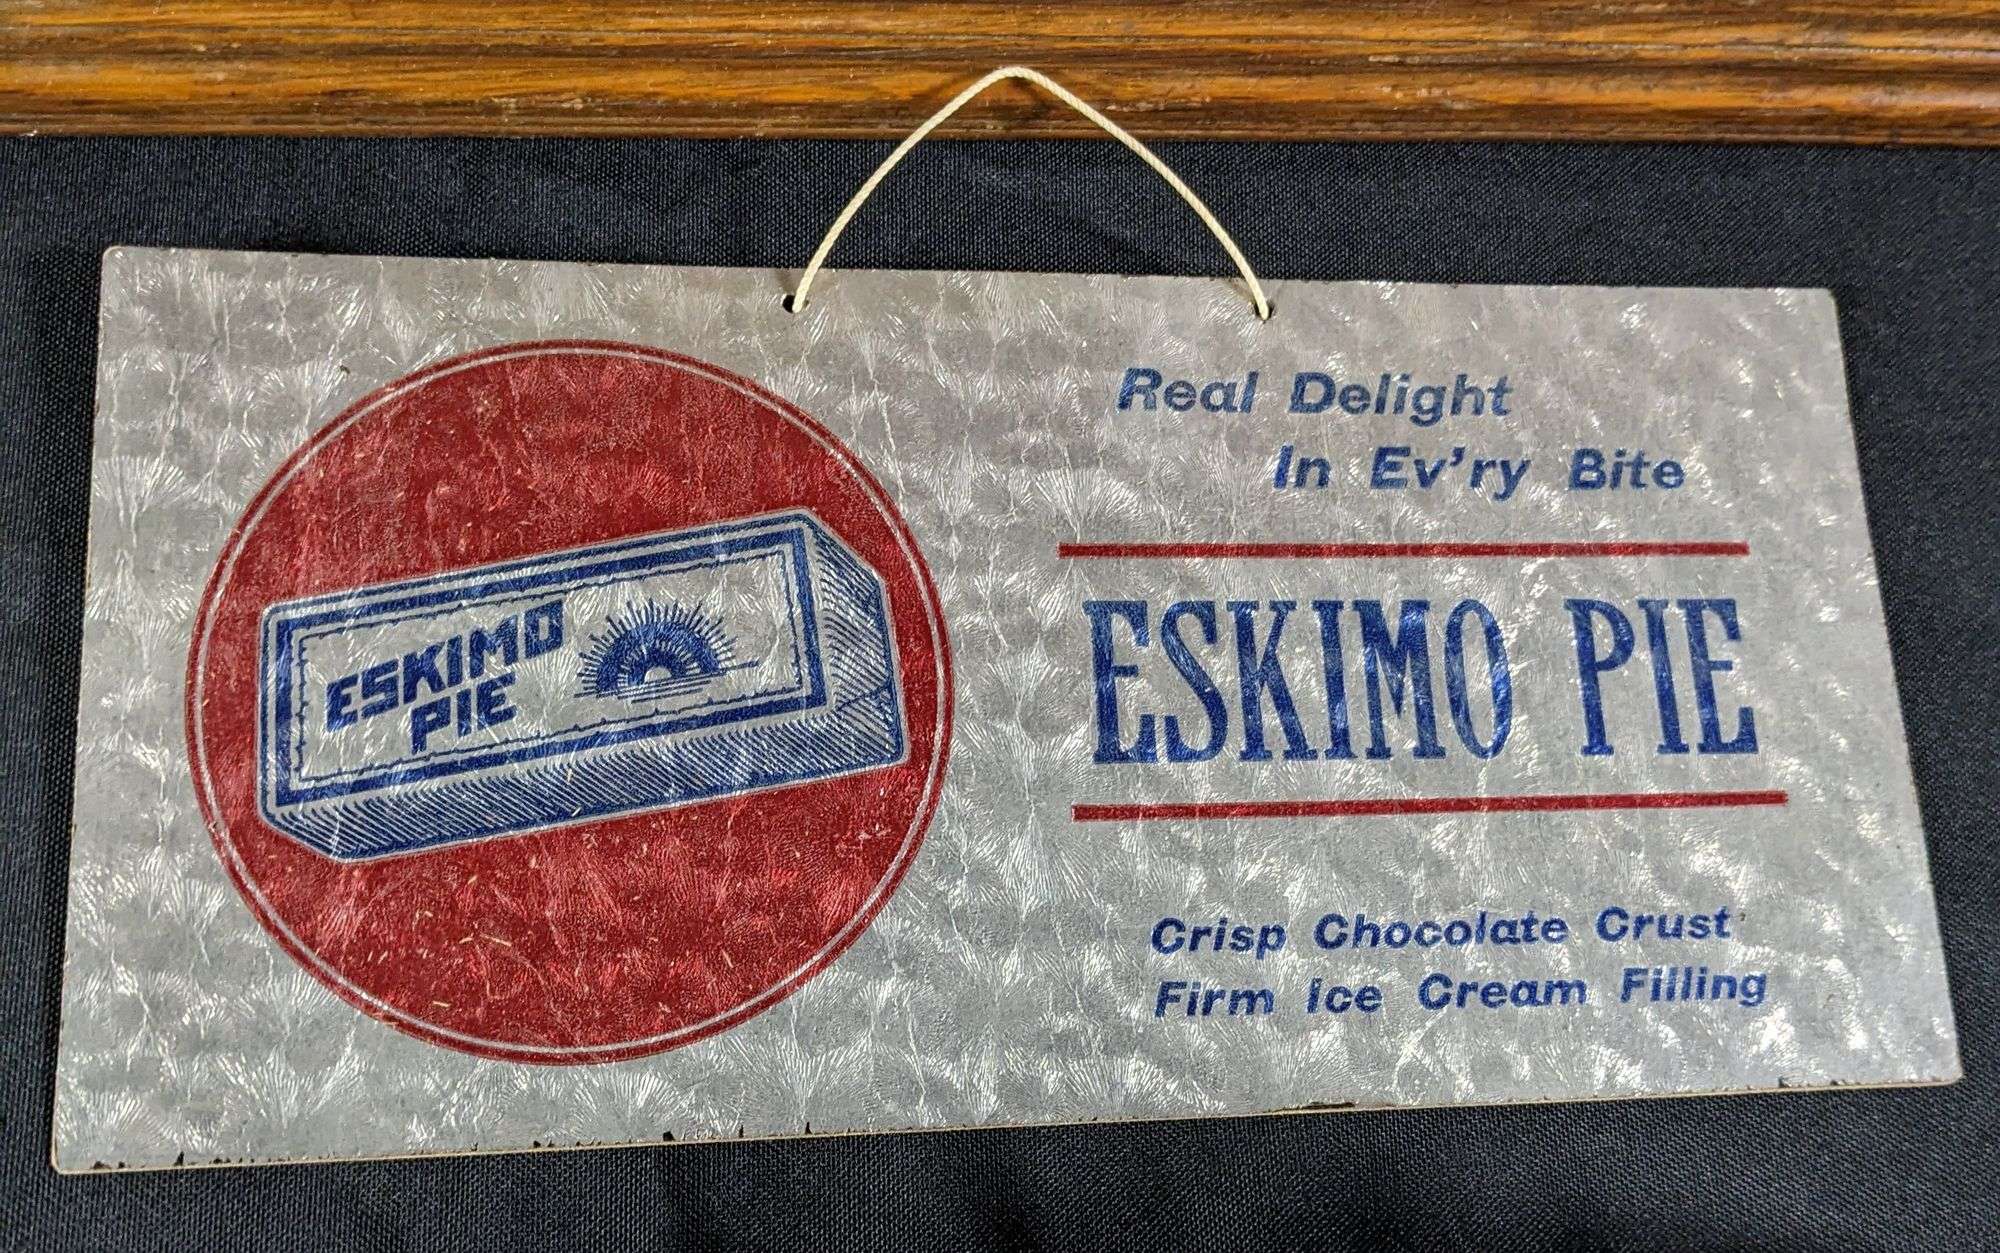 ESKIMO
PIE
Real Delight
In Ev'ry Bite
ESKIMO PIE
Crisp Chocolate Crust
Firm Ice Cream Filling